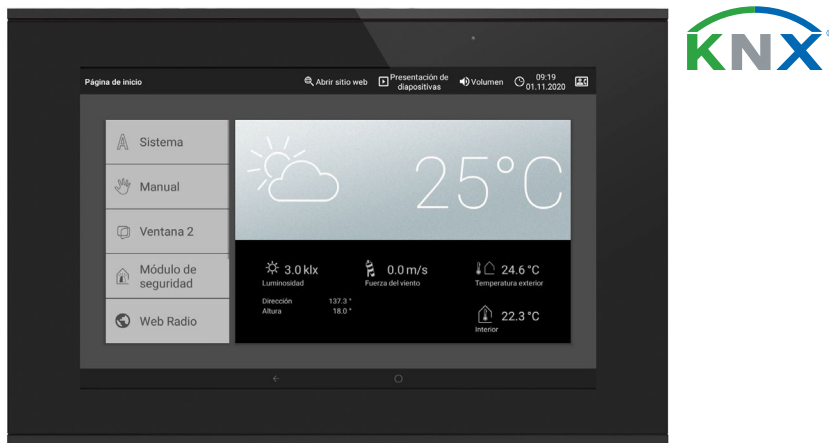 KNX®
Página de inicio
Abrir sitio web
Presentación de
diapositivas
Volumen
09:19
01.11.2020
Sistema
Manual
Ventana 2
Módulo de
seguridad
Web Radio
25°C
3.0 klx
Luminosidad
Dirección 137.3 °
Altura 18.0 °
0.0 m/s
Fuerza del viento
24.6 °C
Temperatura exterior
22.3 °C
Interior